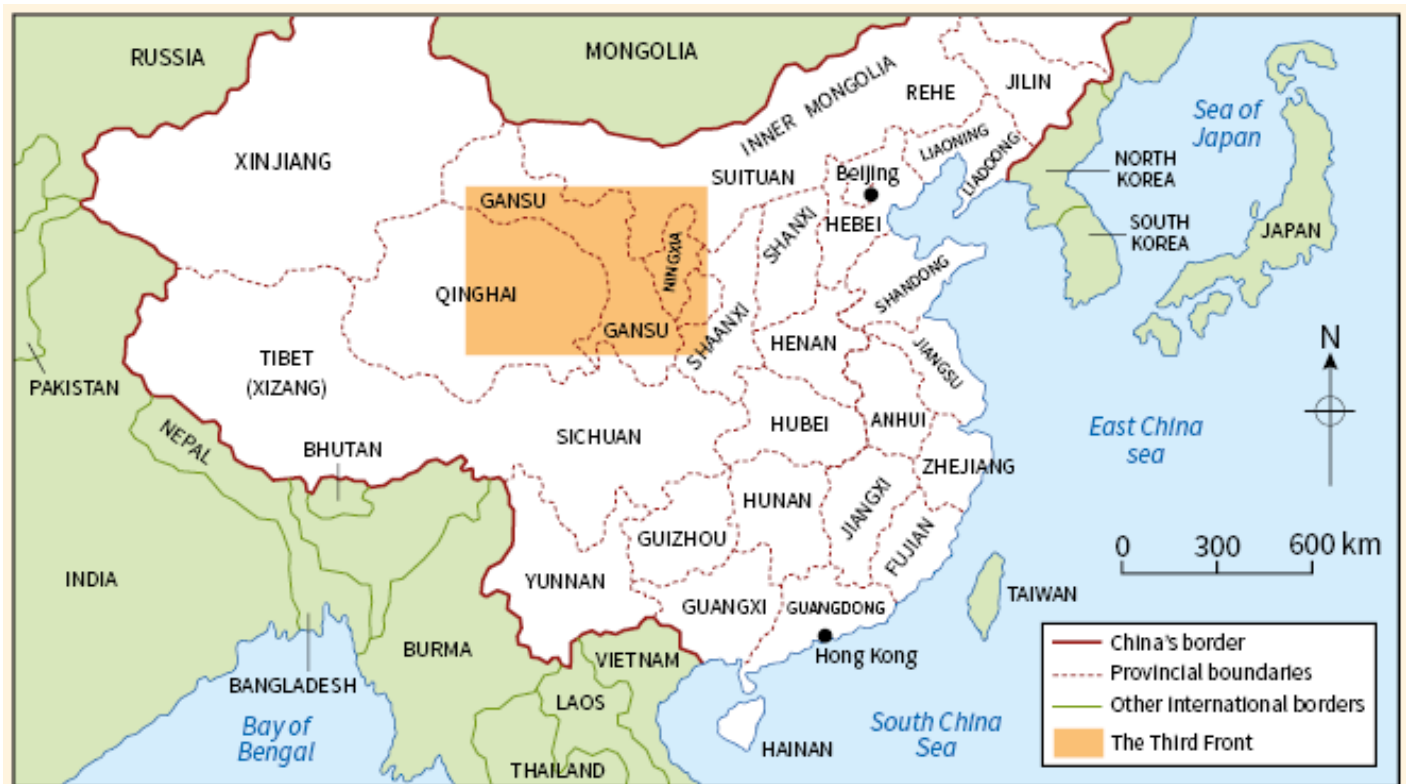 RUSSIA
MONGOLIA
INNER MONGOLIA
REHE
JILIN
Sea of
Japan
XINJIANG
SUITUAN
Beijing
LIAONING
LIADOONG
NORTH
KOREA
GANSU
SHANXI
HEBEI
SOUTH
KOREA
JAPAN
NINGXIA
QINGHAI
GANSU
SHAANXI
SHANDONG
HENAN
JIANGSU
N
TIBET
(XIZANG)
PAKISTAN
NEPAL
BHUTAN
SICHUAN
HUBEI
ANHUI
East China
sea
ZHEJIANG
HUNAN
JIANGXI
FUJIAN
GUIZHOU
0 300 600 km
INDIA
YUNNAN
GUANGXI
GUANGDONG
TAIWAN
Hong Kong
BURMA
VIETNAM
BANGLADESH
LAOS
Bay of
Bengal
HAINAN
South China
Sea
THAILAND
China's border
Provincial boundaries
Other international borders
The Third Front